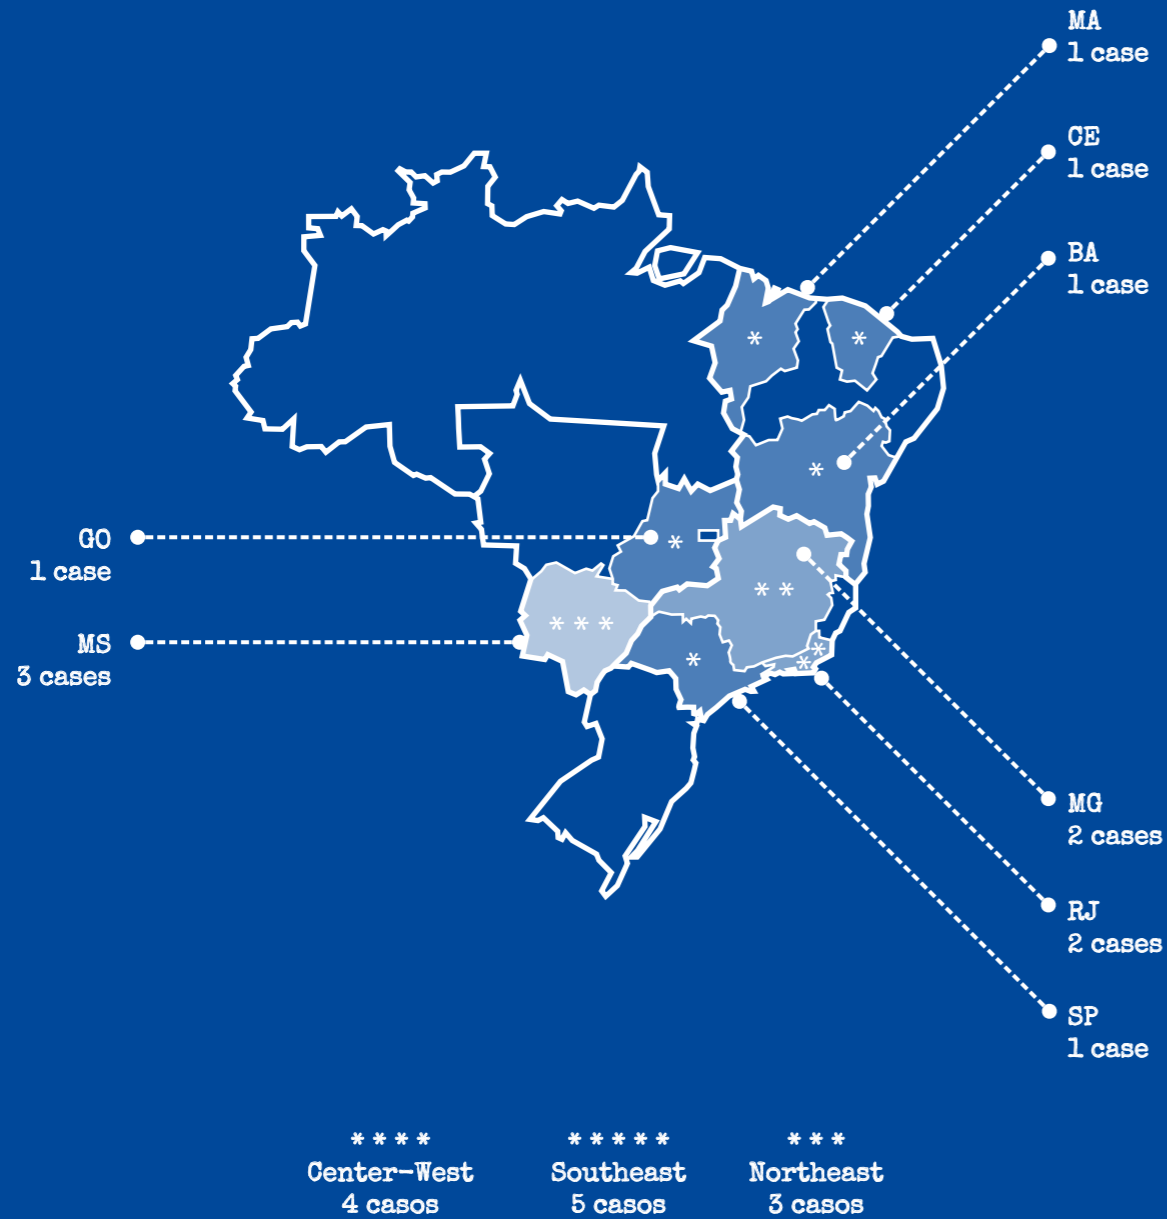 MA
1 case
CE
1 case
BA
1 case
GO
1 case
MS
3 cases
* *
* * *
*
*
*
*
*
*
*
MG
2 cases
RJ
2 cases
SP
1 case
* * * *
Center-West
4 casos
* * * * *
Southeast
5 casos
* * *
Northeast
3 casos